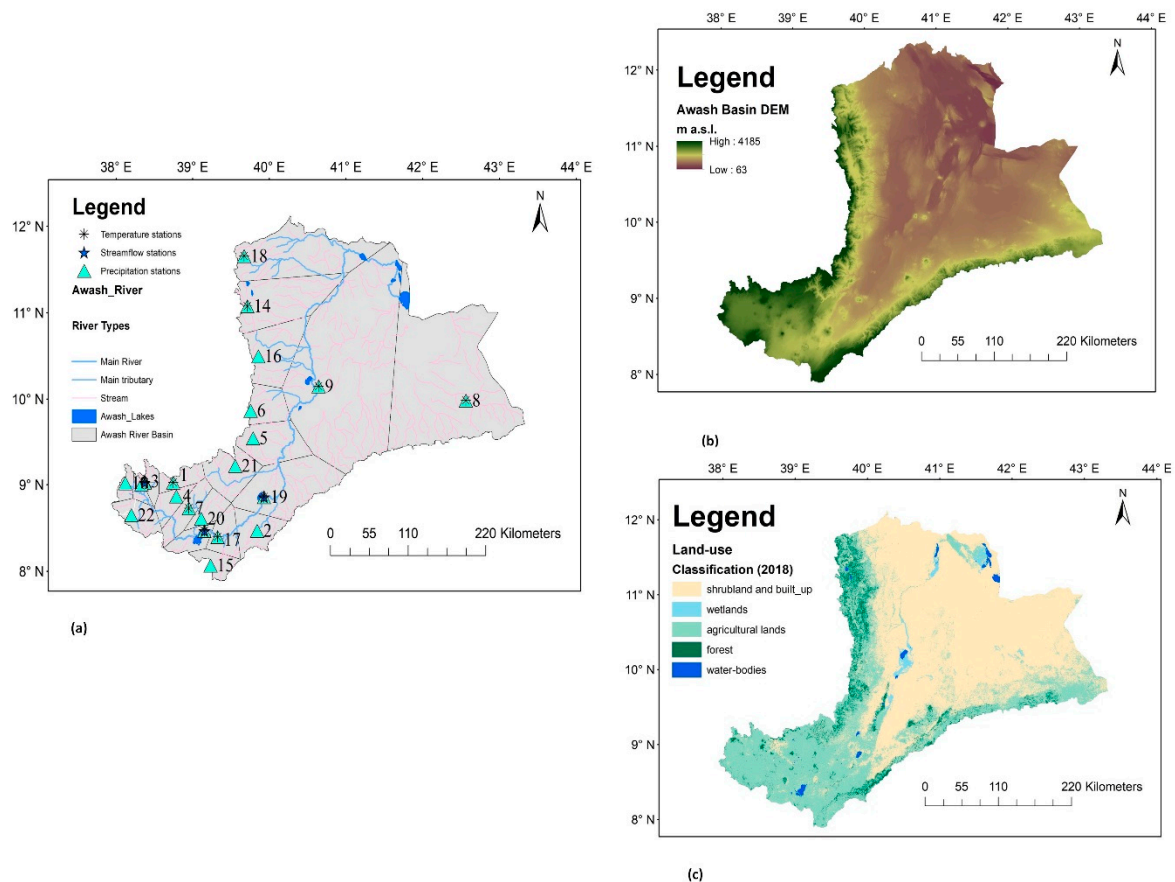 38° E 39° E 40° E 41° E 42° E 43° E 44° E
N
12° N
11° N
10° N
9° N
8° N
Legend
Temperature stations
Streamflow stations
Precipitation stations
Awash_River
River Types
Main River
Main tributary
Stream
Awash_Lakes
Awash River Basin
18
14
16
9
8
6
5
21
1
3
4
7
22
20
19
2
17
15
0 55 110 220 Kilometers
(a)
38° E 39° E 40° E 41° E 42° E 43° E 44° E
N
12° N
11° N
10° N
9° N
8° N
Legend
Awash Basin DEM
m a.s.l.
High : 4185
Low : 63
0 55 110 220 Kilometers
(b)
38° E 39° E 40° E 41° E 42° E 43° E 44° E
N
12° N
11° N
10° N
9° N
8° N
Legend
Land-use
Classification (2018)
shrubland and built_up
wetlands
agricultural lands
forest
water-bodies
0 55 110 220 Kilometers
(c)